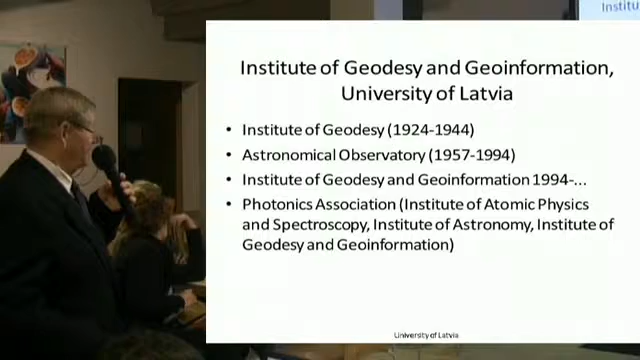 Institu
Institute of Geodesy and Geoinformation,
University of Latvia
• Institute of Geodesy (1924-1944)
• Astronomical Observatory (1957-1994)
• Institute of Geodesy and Geoinformation 1994-...
• Photonics Association (Institute of Atomic Physics
and Spectroscopy, Institute of Astronomy, Institute of
Geodesy and Geoinformation)
University of Latvia